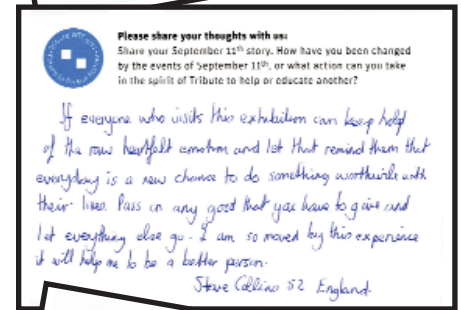 Please share your thoughts with us:
Share your September 11th story. How have you been changed
by the events of September 11th, or what action can you take
in the spirit of Tribute to help or educate another?
If everyone who visits this exhibition can keep hold
of the raw heartfelt emotion and let that remind them that
everyday is a new chance to do something worthwhile with
their lives. Pass on any good that you have to give and
let everything else go. I am so moved by this experience
it will help me to be a better person.
Steve Collins 52 England.